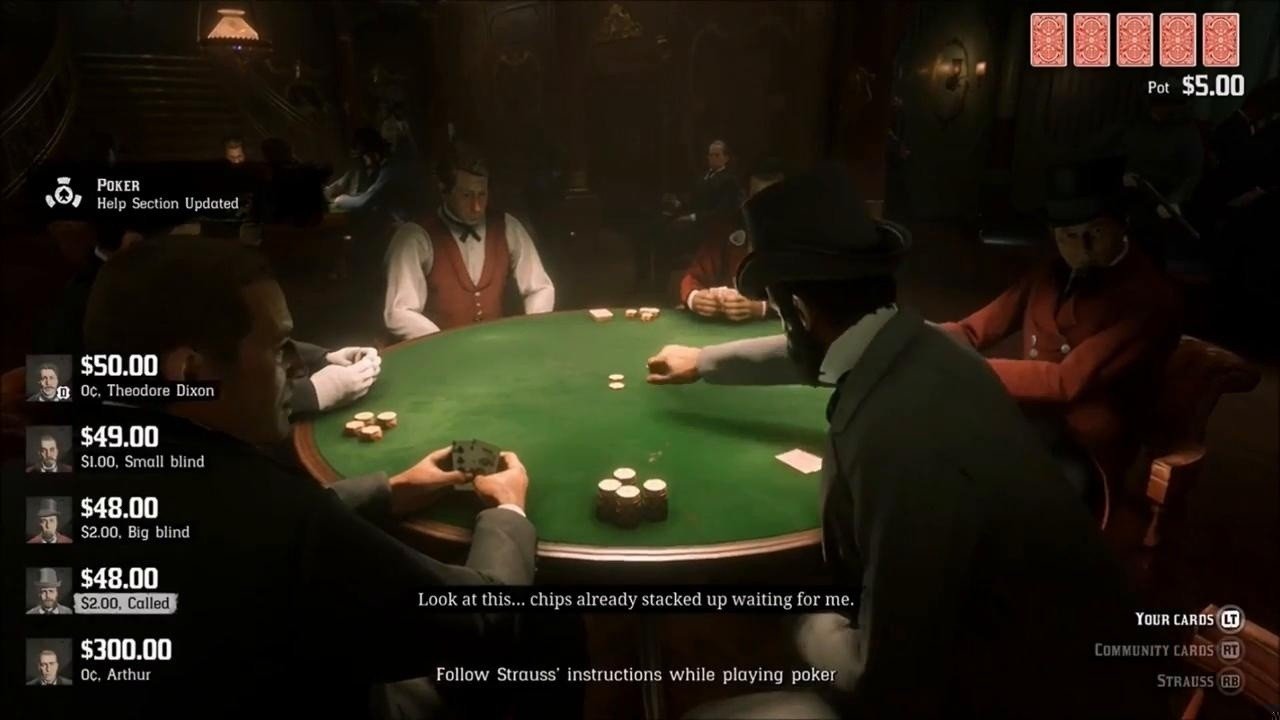 Pot $5.00
POKER
Help Section Updated
$50.00
D
0¢, Theodore Dixon
$49.00
$1.00, Small blind
$48.00
$2.00, Big blind
$48.00
$2.00, Called
$300.00
0¢, Arthur
Look at this... chips already stacked up waiting for me.
Follow Strauss' instructions while playing poker
YOUR CARDS LT
COMMUNITY CARDS RT
STRAUSS RB